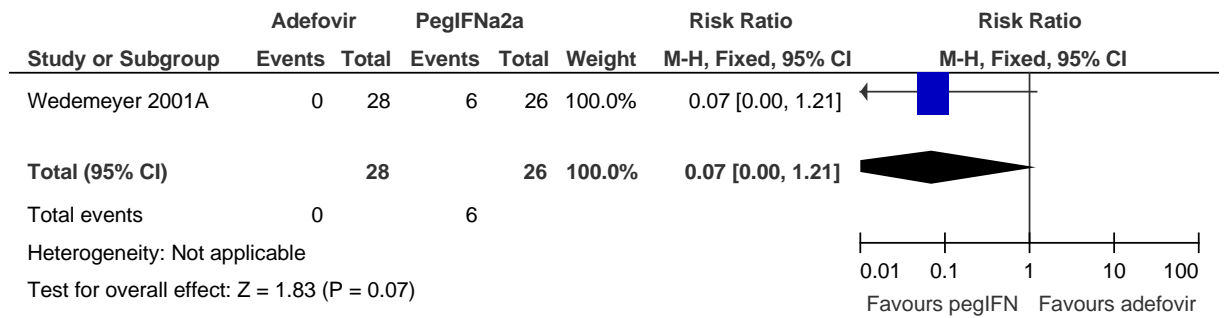 Adefovir PegIFNa2a Risk Ratio Risk Ratio
Study or Subgroup Events Total Events Total Weight M-H, Fixed, 95% CI M-H, Fixed, 95% CI
Wedemeyer 2001A 0 28 6 26 100.0% 0.07 [0.00, 1.21]
Total (95% CI) 28 26 100.0% 0.07 [0.00, 1.21]
Total events 0 6
Heterogeneity: Not applicable
Test for overall effect: Z = 1.83 (P = 0.07)
0.01 0.1 1 10 100
Favours pegIFN Favours adefovir